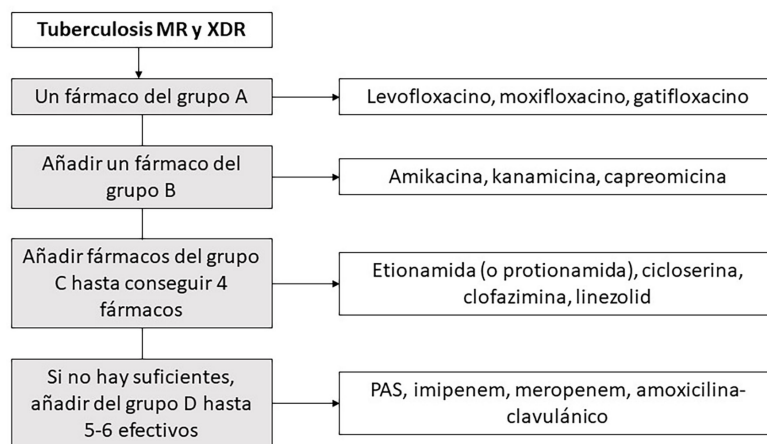 Tuberculosis MR y XDR
Un fármaco del grupo A
Levofloxacino, moxifloxacino, gatifloxacino
Añadir un fármaco del
grupo B
Amikacina, kanamicina, capreomicina
Añadir fármacos del grupo
C hasta conseguir 4
fármacos
Etionamida (o protionamida), cicloserina,
clofazimina, linezolid
Si no hay suficientes,
añadir del grupo D hasta
5-6 efectivos
PAS, imipenem, meropenem, amoxicilina-
clavulánico